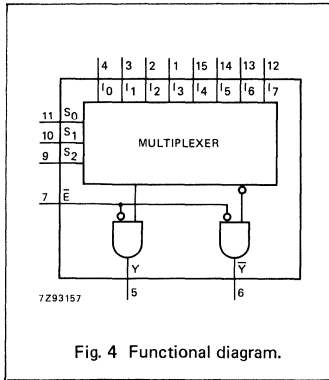 4 3 2 1 15 14 13 12
I0 I1 I2 I3 I4 I5 I6 I7
11 S0
10 S1
9 S2
MULTIPLEXER
7 E̅
Y Y̅
7Z93157 5 6
Fig. 4 Functional diagram.